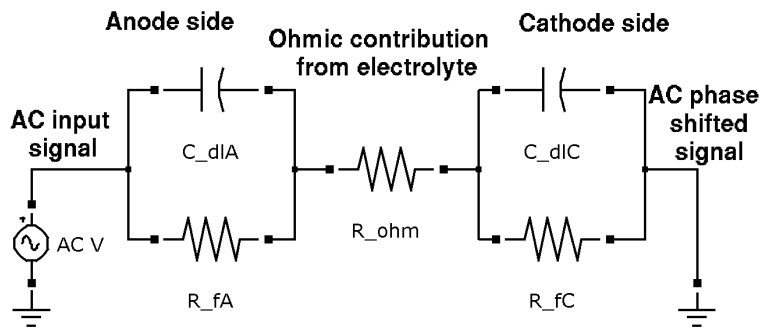 Anode side
Ohmic contribution
from electrolyte
Cathode side
AC input
signal
AC phase
shifted
signal
C_dlA
C_dlC
R_ohm
+
AC V
R_fA
R_fC